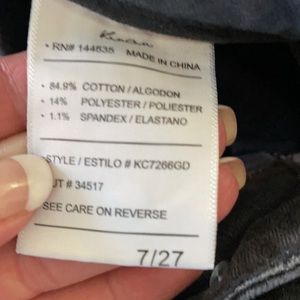 • RN# 144535 MADE IN CHINA
• 84.9% COTTON / ALGODON
• 14% POLYESTER / POLIESTER
• 1.1% SPANDEX / ELASTANO
STYLE / ESTILO # KC7266GD
UT # 34517
SEE CARE ON REVERSE
7/27